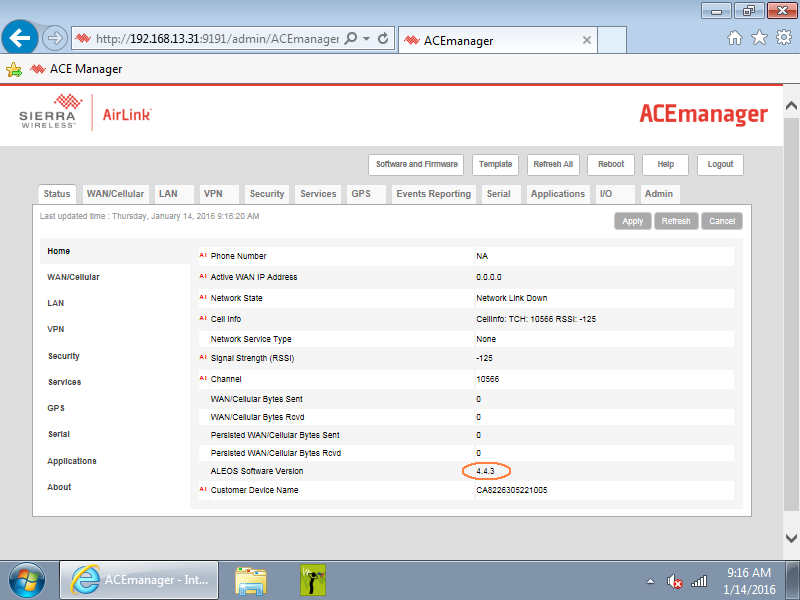 http://192.168.13.31:9191/admin/ACEmanager
ACEmanager
ACE Manager
SIERRA WIRELESS
AirLink
ACEmanager
Software and Firmware Template Refresh All Reboot Help Logout
Status WAN/Cellular LAN VPN Security Services GPS Events Reporting Serial Applications I/O Admin
Last updated time : Thursday, January 14, 2016 9:16:20 AM
Apply Refresh Cancel
Home
WAN/Cellular
LAN
VPN
Security
Services
GPS
Serial
Applications
About
AT Phone Number NA
AT Active WAN IP Address 0.0.0.0
AT Network State Network Link Down
AT Cell Info CellInfo: TCH: 10566 RSSI: -125
Network Service Type None
AT Signal Strength (RSSI) -125
AT Channel 10566
WAN/Cellular Bytes Sent 0
WAN/Cellular Bytes Rcvd 0
Persisted WAN/Cellular Bytes Sent 0
Persisted WAN/Cellular Bytes Rcvd 0
ALEOS Software Version 4.4.3
AT Customer Device Name CA8226305221005
ACEmanager - Int...
9:16 AM
1/14/2016